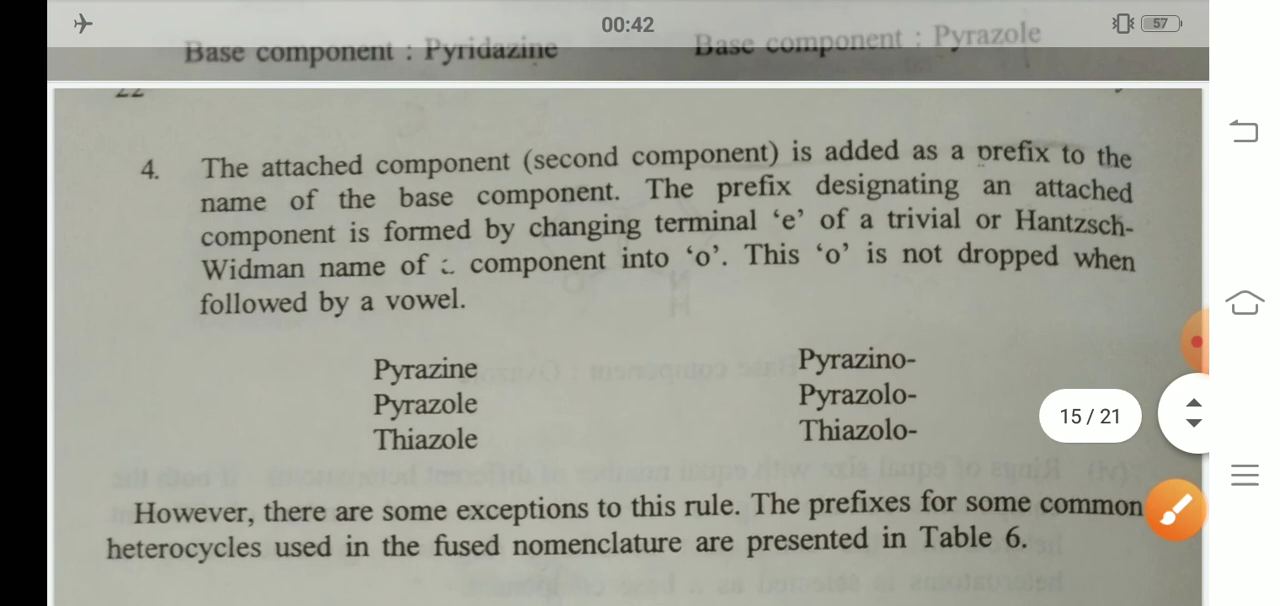 00:42
57
Base component : Pyridazine
Base component : Pyrazole
22
4. The attached component (second component) is added as a prefix to the
name of the base component. The prefix designating an attached
component is formed by changing terminal ‘e’ of a trivial or Hantzsch-
Widman name of component into ‘o’. This ‘o’ is not dropped when
followed by a vowel.
Pyrazine Pyrazino-
Pyrazole Pyrazolo-
Thiazole Thiazolo-
15 / 21
However, there are some exceptions to this rule. The prefixes for some common
heterocycles used in the fused nomenclature are presented in Table 6.